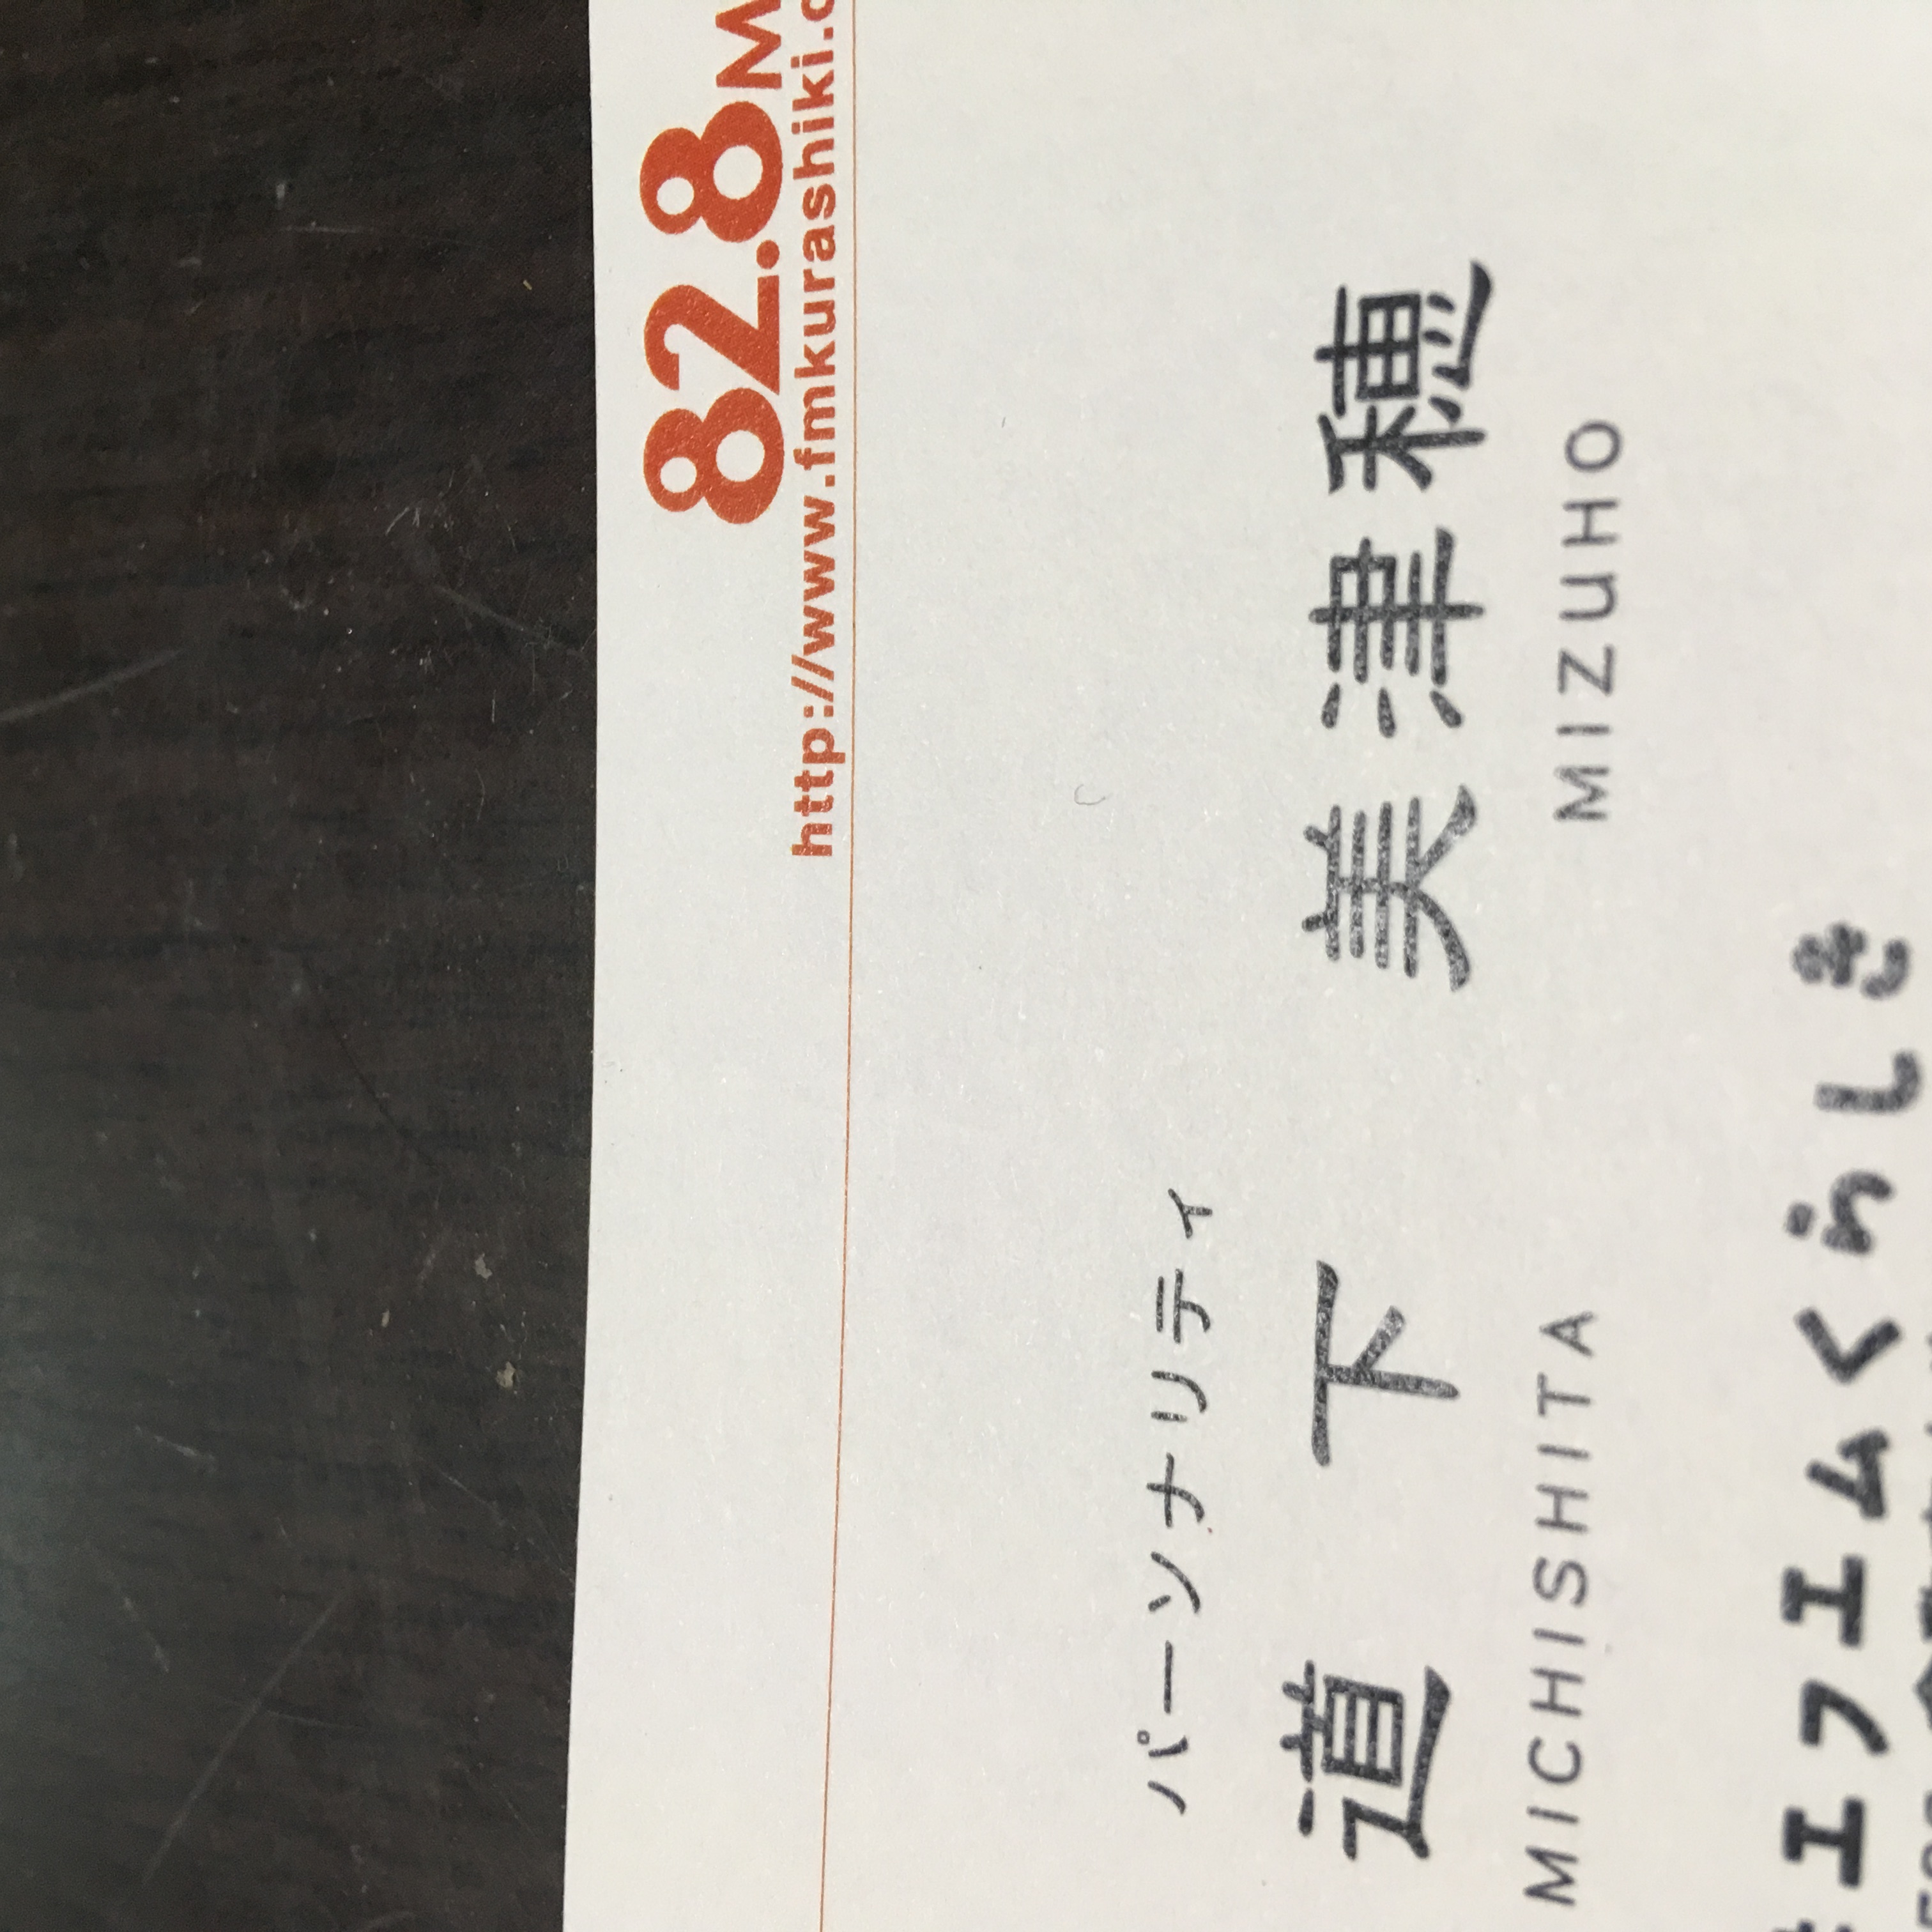 82.8M
http://www.fmkurashiki.c
パーソナリティ
道下 美津穂
MICHISHITA MIZUHO
エフエムくらしき